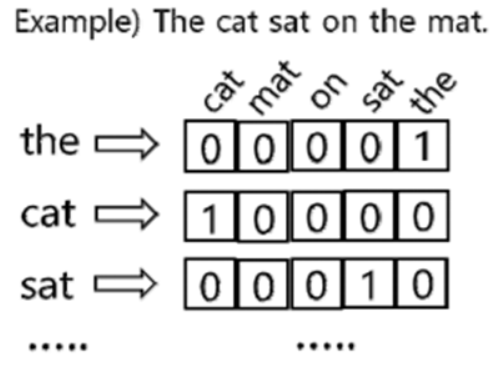 Example) The cat sat on the mat.
cat mat on sat the
the 0 0 0 0 1
cat 1 0 0 0 0
sat 0 0 0 1 0
..... .....